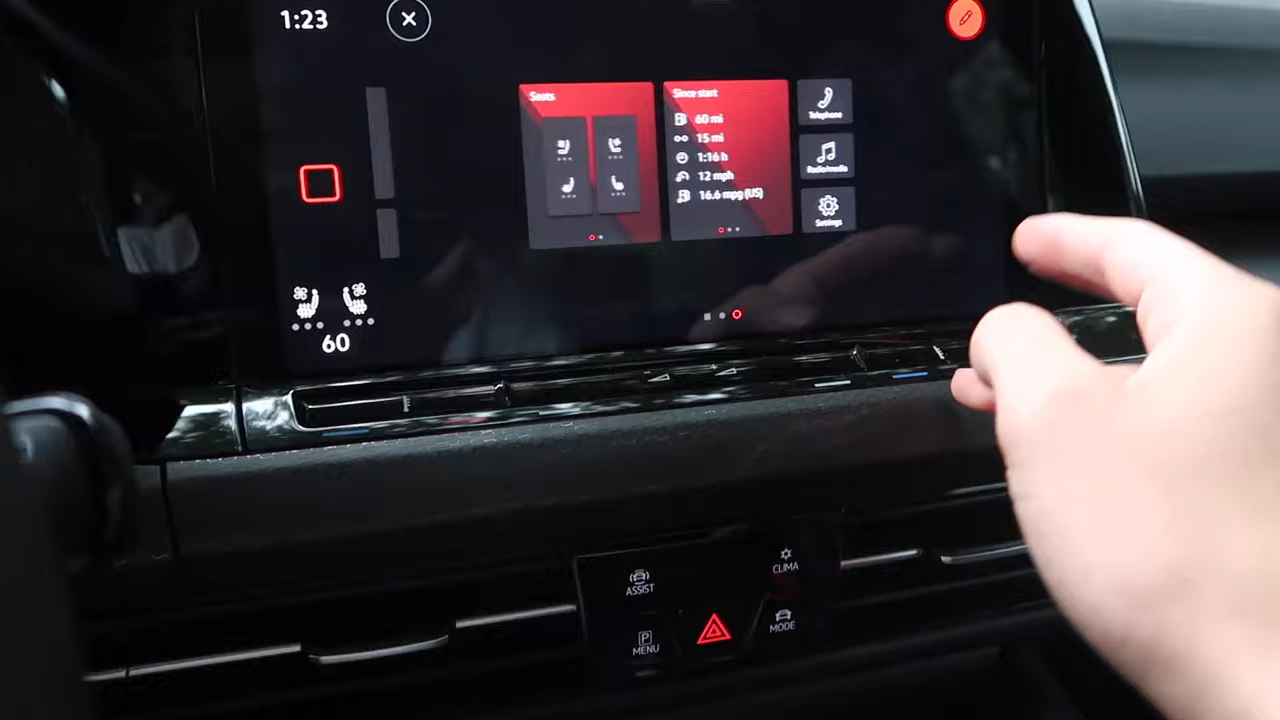 1:23
Seats
Since start
60 mi
15 mi
1:16 h
12 mph
16.6 mpg (US)
Telephone
Radio/media
Settings
60
ASSIST
CLIMA
P
MENU
MODE